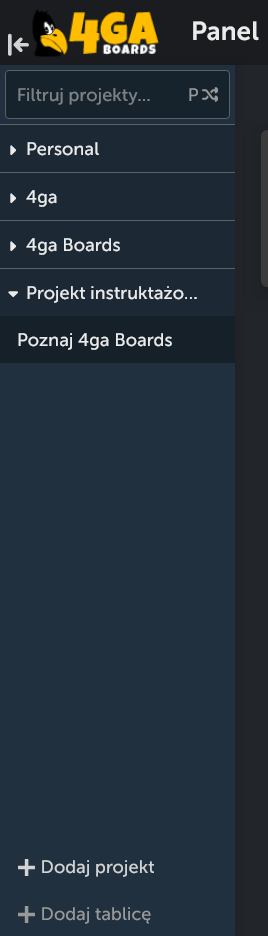 4GA
BOARDS
Panel
Filtruj projekty... P
Personal
4ga
4ga Boards
Projekt instruktażo...
Poznaj 4ga Boards
Dodaj projekt
Dodaj tablicę